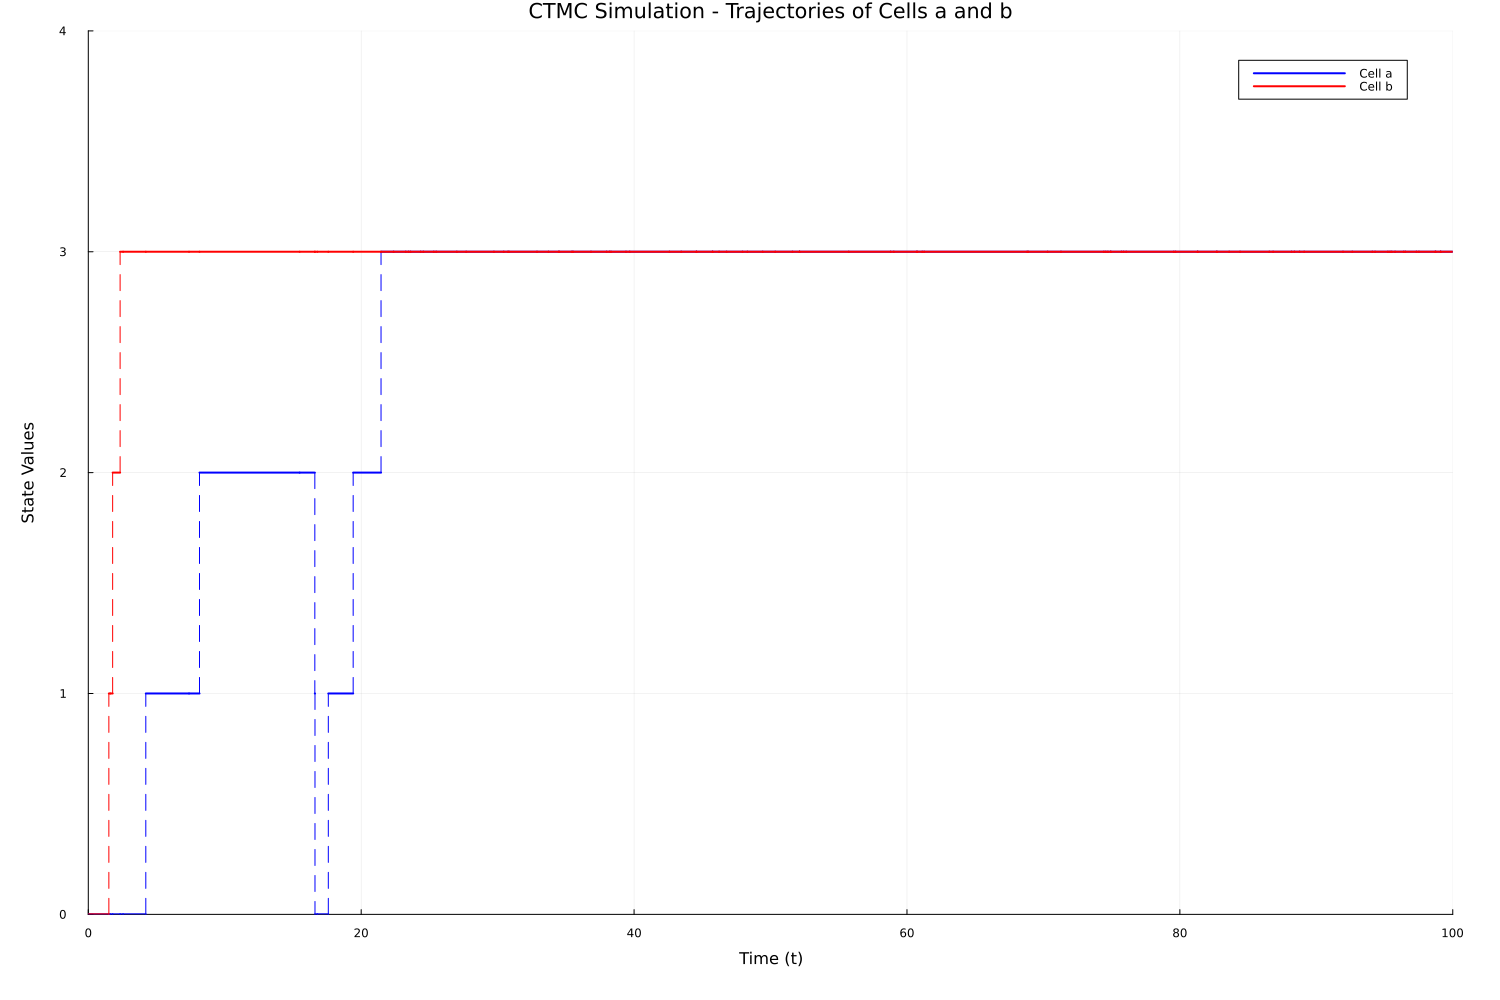 CTMC Simulation - Trajectories of Cells a and b
Cell a
Cell b
State Values
4
3
2
1
0
0 20 40 60 80 100
Time (t)